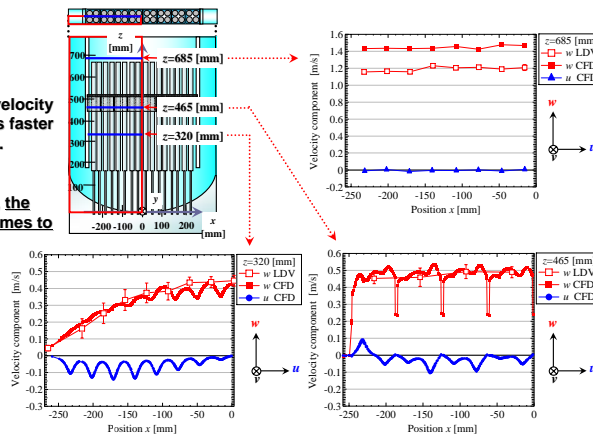 z
[mm]
z=685 [mm]
z=465 [mm]
z=320 [mm]
700
600
500
400
300
200
100
y
x
[mm]
-200 -100 0 100 200
velocity
s faster
.
the
mes to
z=685 [mm]
w LDV
w CFD
u CFD
Velocity component [m/s]
1.6
1.4
1.2
1.0
0.8
0.6
0.4
0.2
0
-0.2
-250 -200 -150 -100 -50 0
Position x [mm]
w
v
u
z=320 [mm]
w LDV
w CFD
u CFD
Velocity component [m/s]
0.6
0.5
0.4
0.3
0.2
0.1
0
-0.1
-0.2
-0.3
-250 -200 -150 -100 -50 0
Position x [mm]
w
v
u
z=465 [mm]
w LDV
w CFD
u CFD
Velocity component [m/s]
0.6
0.5
0.4
0.3
0.2
0.1
0
-0.1
-0.2
-0.3
-250 -200 -150 -100 -50 0
Position x [mm]
w
v
u